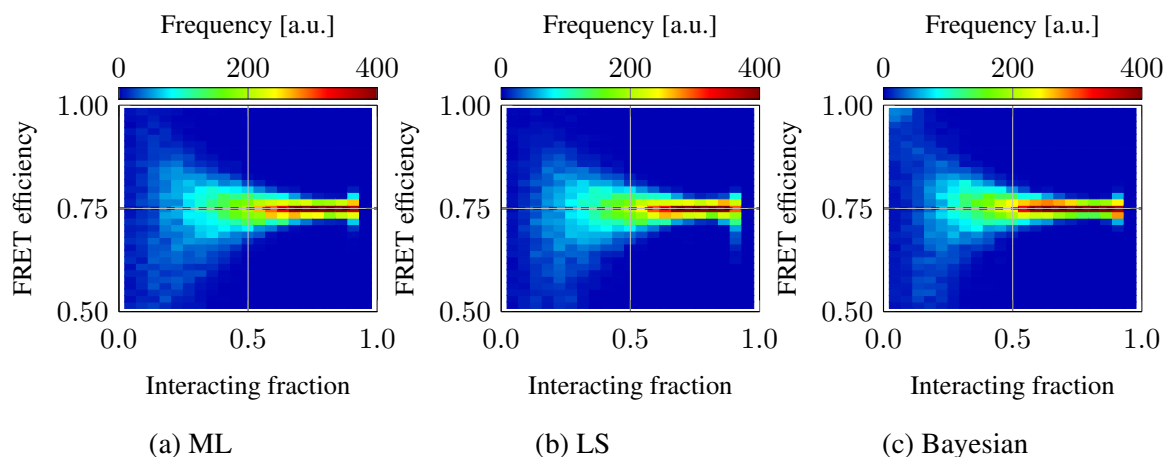 Frequency [a.u.]
0 200 400
1.00
0.75
0.50
FRET efficiency
0.0 0.5 1.0
Interacting fraction
(a) ML
Frequency [a.u.]
0 200 400
1.00
0.75
0.50
FRET efficiency
0.0 0.5 1.0
Interacting fraction
(b) LS
Frequency [a.u.]
0 200 400
1.00
0.75
0.50
FRET efficiency
0.0 0.5 1.0
Interacting fraction
(c) Bayesian